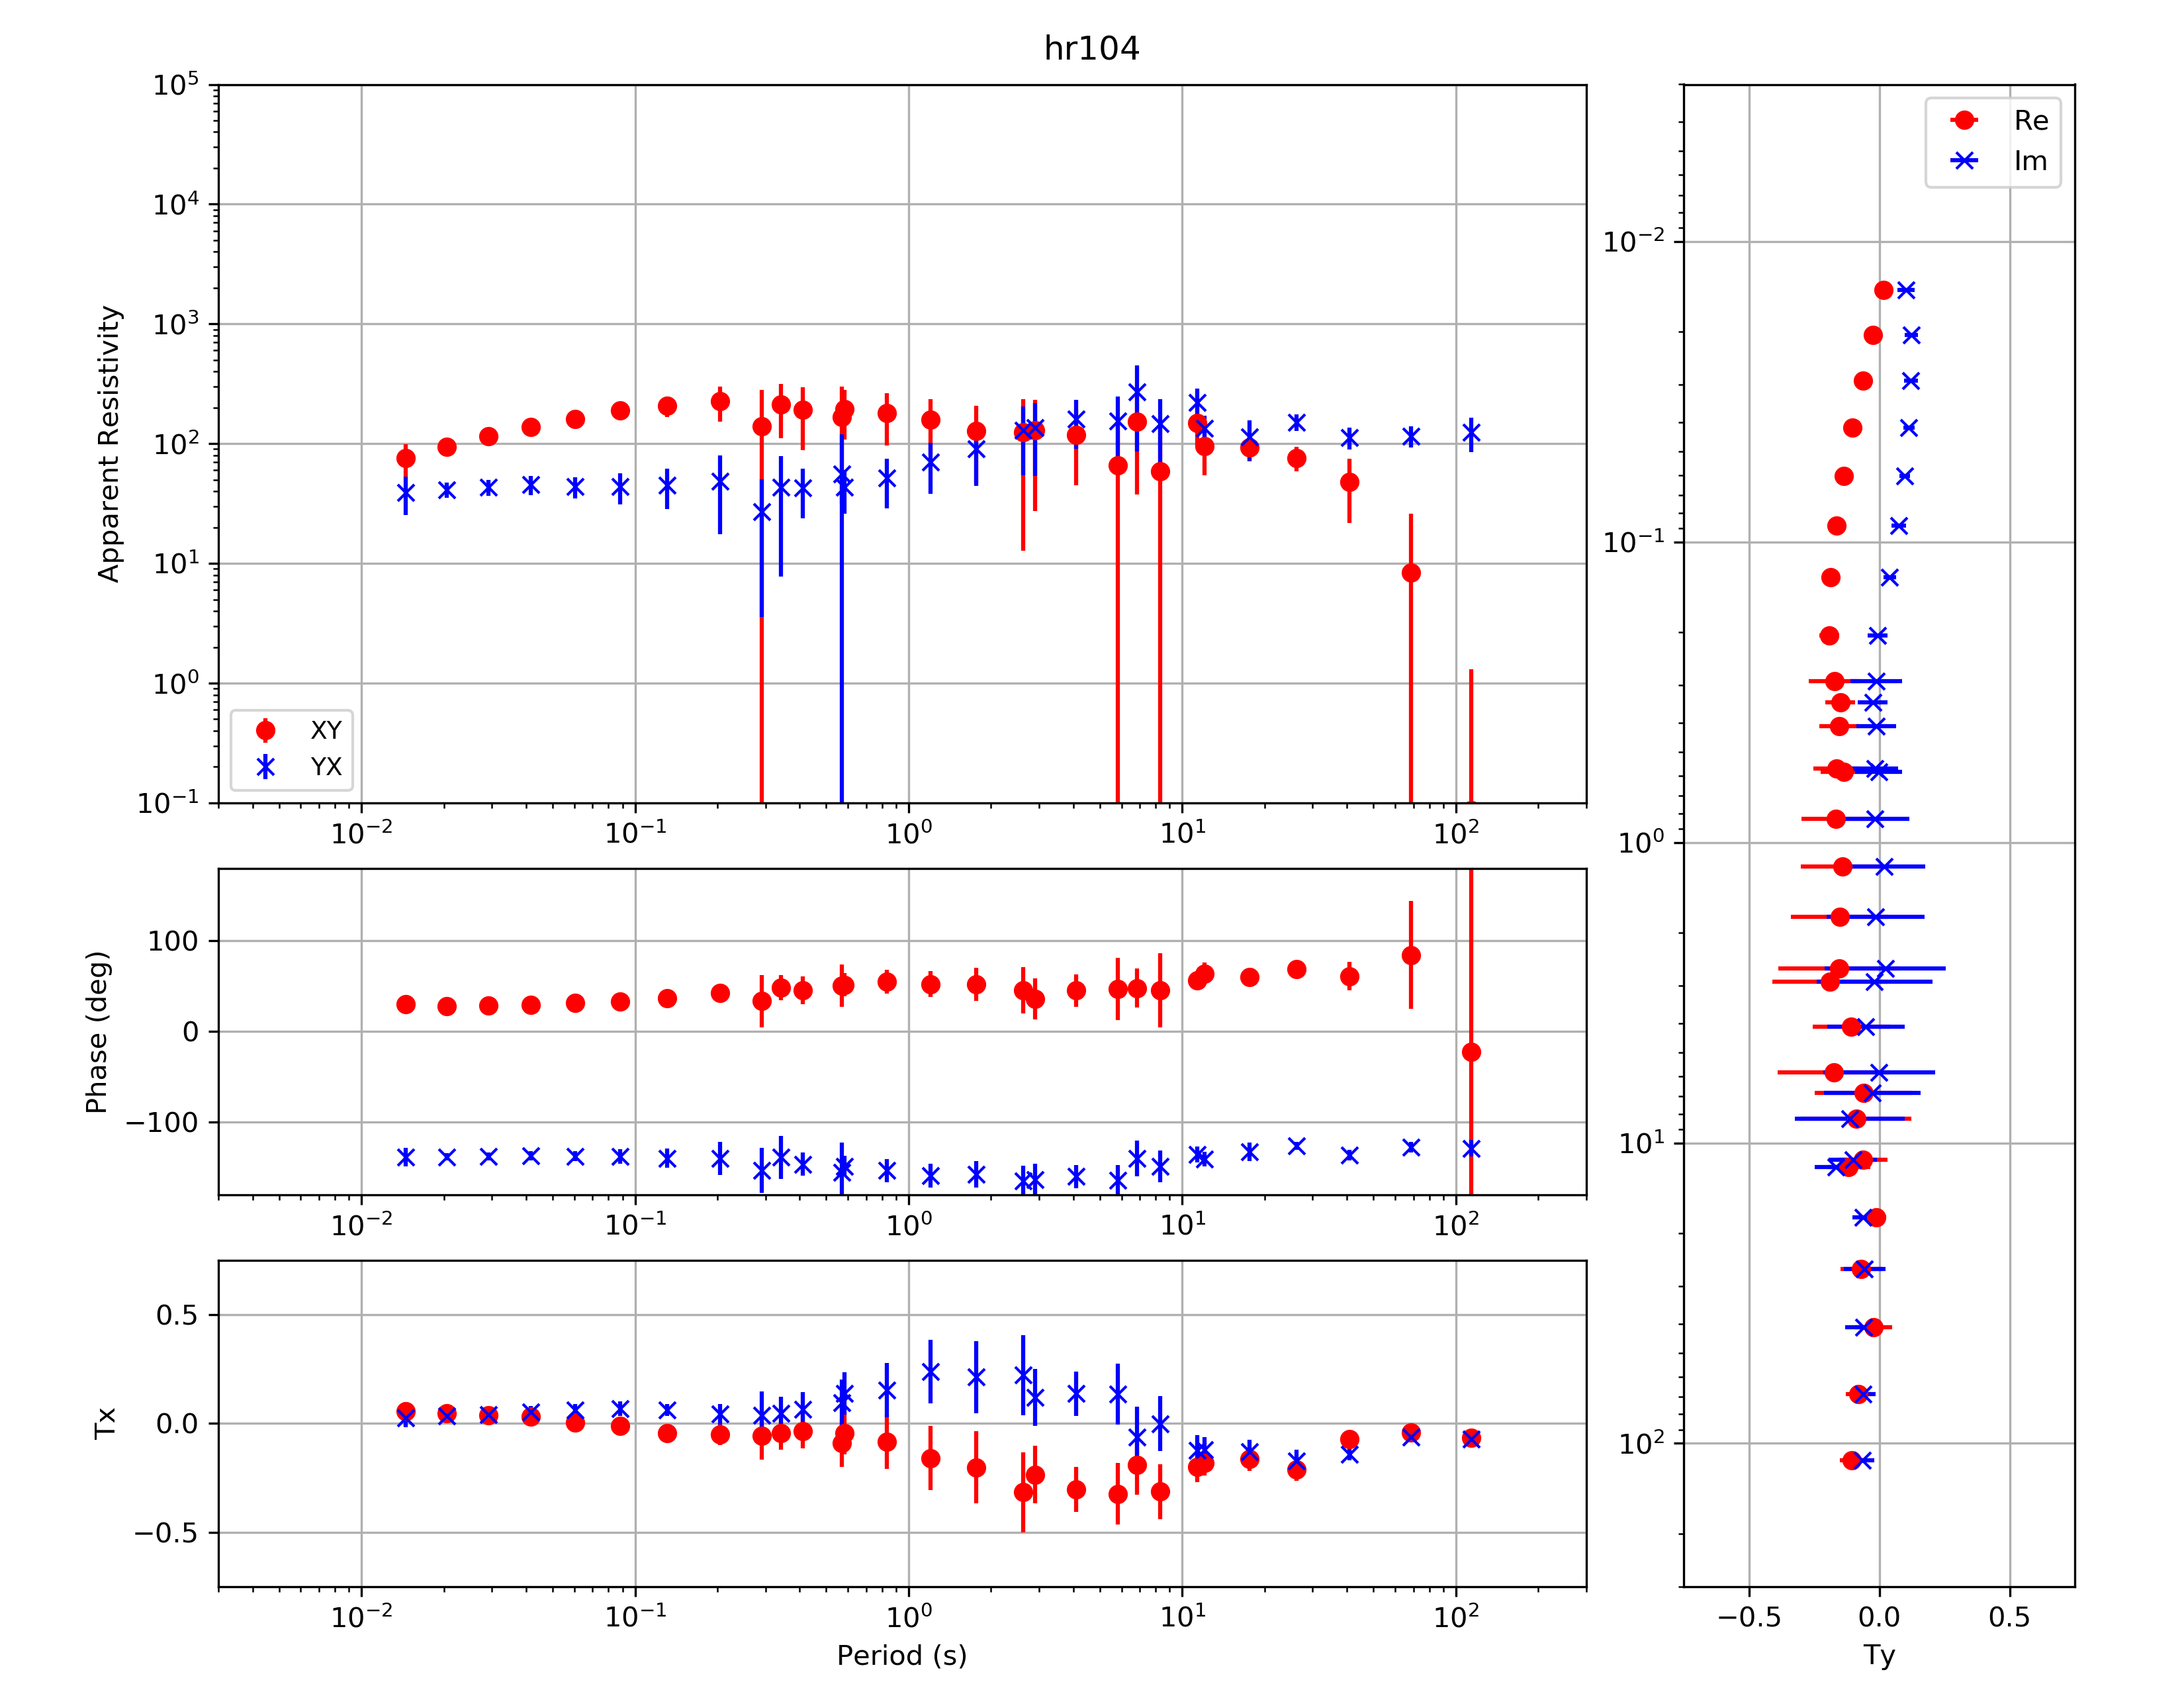 hr104
Apparent Resistivity
10^5
10^4
10^3
10^2
10^1
10^0
10^−1
XY
YX
10^−2 10^−1 10^0 10^1 10^2
Phase (deg)
100
0
−100
10^−2 10^−1 10^0 10^1 10^2
Tx
0.5
0.0
−0.5
10^−2 10^−1 10^0 10^1 10^2
Period (s)
Re
Im
10^−2
10^−1
10^0
10^1
10^2
−0.5 0.0 0.5
Ty